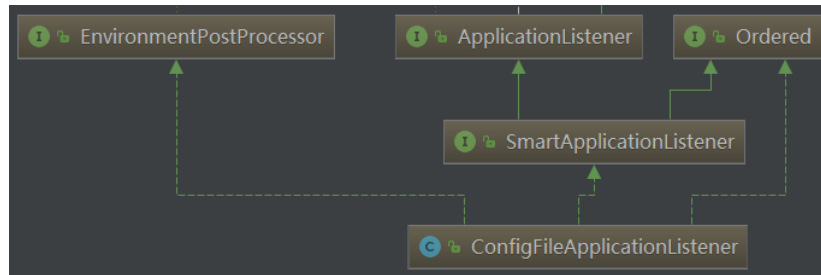 I EnvironmentPostProcessor
I ApplicationListener
I Ordered
I SmartApplicationListener
C ConfigFileApplicationListener